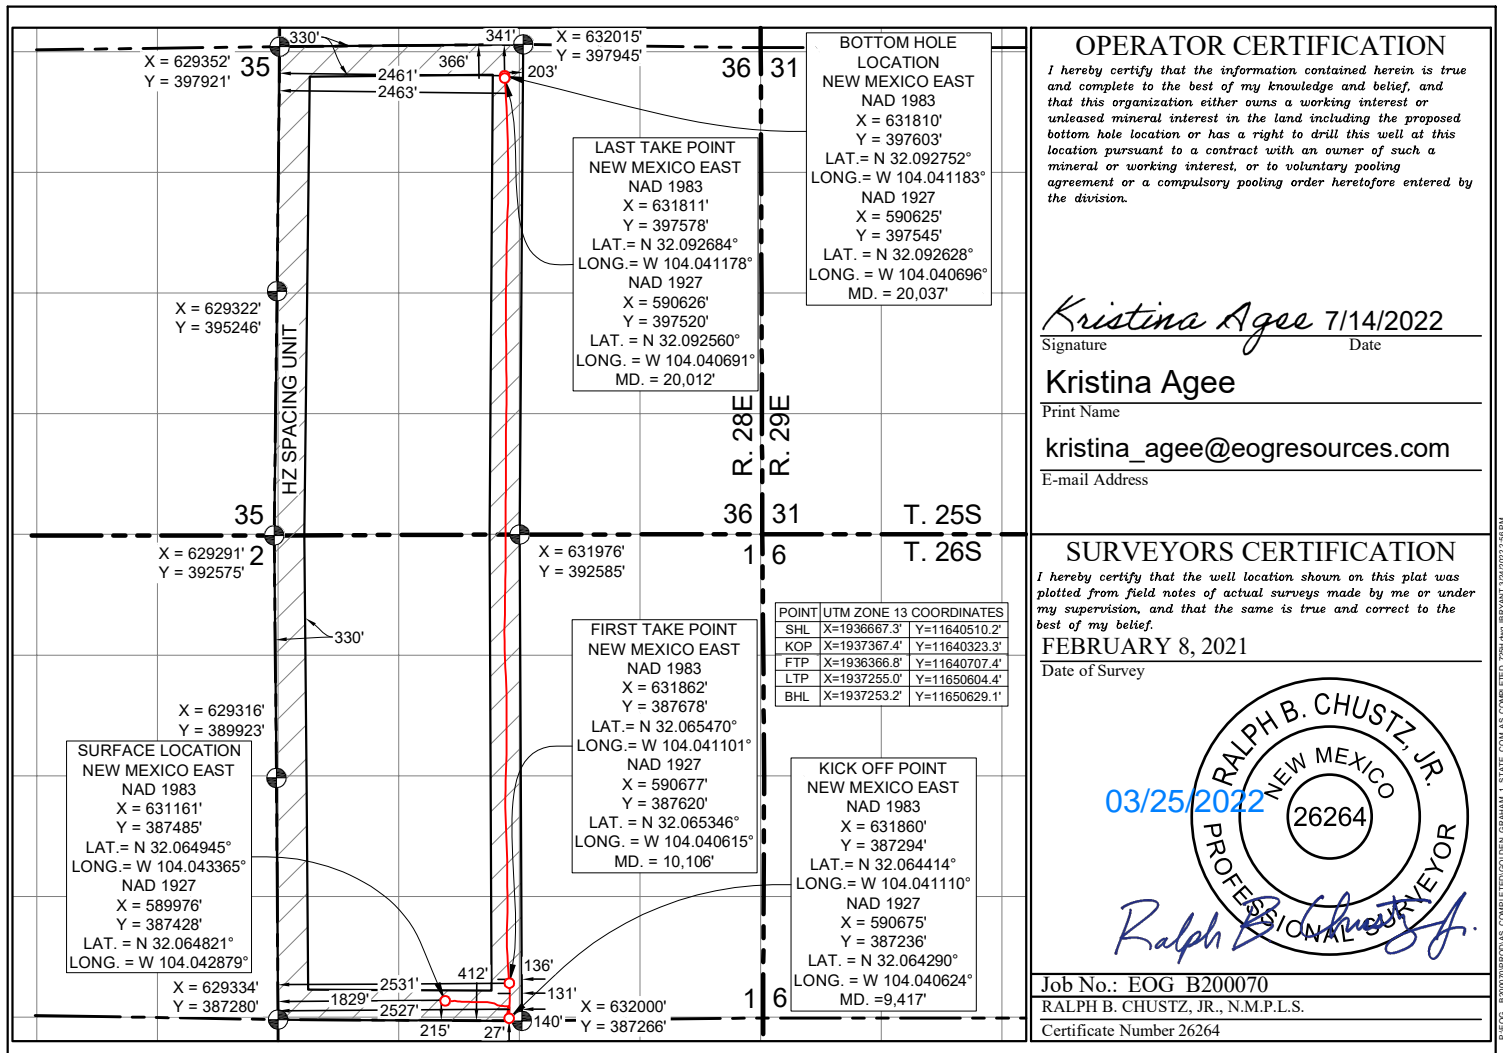 330'
341'
X = 632015'
Y = 397945'
X = 629352'
Y = 397921'
35
366'
203'
2461'
2463'
36
31
BOTTOM HOLE
LOCATION
NEW MEXICO EAST
NAD 1983
X = 631810'
Y = 397603'
LAT.= N 32.092752°
LONG.= W 104.041183°
NAD 1927
X = 590625'
Y = 397545'
LAT. = N 32.092628°
LONG. = W 104.040696°
MD. = 20,037'
LAST TAKE POINT
NEW MEXICO EAST
NAD 1983
X = 631811'
Y = 397578'
LAT.= N 32.092684°
LONG.= W 104.041178°
NAD 1927
X = 590626'
Y = 397520'
LAT. = N 32.092560°
LONG. = W 104.040691°
MD. = 20,012'
X = 629322'
Y = 395246'
HZ SPACING UNIT
R. 28E
R. 29E
35
36
31
T. 25S
X = 629291'
Y = 392575'
2
X = 631976'
Y = 392585'
1
6
T. 26S
330'
POINT UTM ZONE 13 COORDINATES
SHL X=1936667.3' Y=11640510.2'
KOP X=1937367.4' Y=11640323.3'
FTP X=1936366.8' Y=11640707.4'
LTP X=1937255.0' Y=11650604.4'
BHL X=1937253.2' Y=11650629.1'
FIRST TAKE POINT
NEW MEXICO EAST
NAD 1983
X = 631862'
Y = 387678'
LAT.= N 32.065470°
LONG.= W 104.041101°
NAD 1927
X = 590677'
Y = 387620'
LAT. = N 32.065346°
LONG. = W 104.040615°
MD. = 10,106'
X = 629316'
Y = 389923'
SURFACE LOCATION
NEW MEXICO EAST
NAD 1983
X = 631161'
Y = 387485'
LAT.= N 32.064945°
LONG.= W 104.043365°
NAD 1927
X = 589976'
Y = 387428'
LAT. = N 32.064821°
LONG. = W 104.042879°
KICK OFF POINT
NEW MEXICO EAST
NAD 1983
X = 631860'
Y = 387294'
LAT.= N 32.064414°
LONG.= W 104.041110°
NAD 1927
X = 590675'
Y = 387236'
LAT. = N 32.064290°
LONG. = W 104.040624°
MD. =9,417'
X = 629334'
Y = 387280'
2531'
1829'
2527'
412'
215'
27'
136'
131'
140'
X = 632000'
Y = 387266'
1
6
OPERATOR CERTIFICATION
I hereby certify that the information contained herein is true
and complete to the best of my knowledge and belief, and
that this organization either owns a working interest or
unleased mineral interest in the land including the proposed
bottom hole location or has a right to drill this well at this
location pursuant to a contract with an owner of such a
mineral or working interest, or to voluntary pooling
agreement or a compulsory pooling order heretofore entered by
the division.
Kristina Agee 7/14/2022
Signature Date
Kristina Agee
Print Name
kristina_agee@eogresources.com
E-mail Address
SURVEYORS CERTIFICATION
I hereby certify that the well location shown on this plat was
plotted from field notes of actual surveys made by me or under
my supervision, and that the same is true and correct to the
best of my belief.
FEBRUARY 8, 2021
Date of Survey
RALPH B. CHUSTZ, JR.
NEW MEXICO
26264
PROFESSIONAL SURVEYOR
03/25/2022
Ralph B Chustz Jr.
Job No.: EOG B200070
RALPH B. CHUSTZ, JR., N.M.P.L.S.
Certificate Number 26264